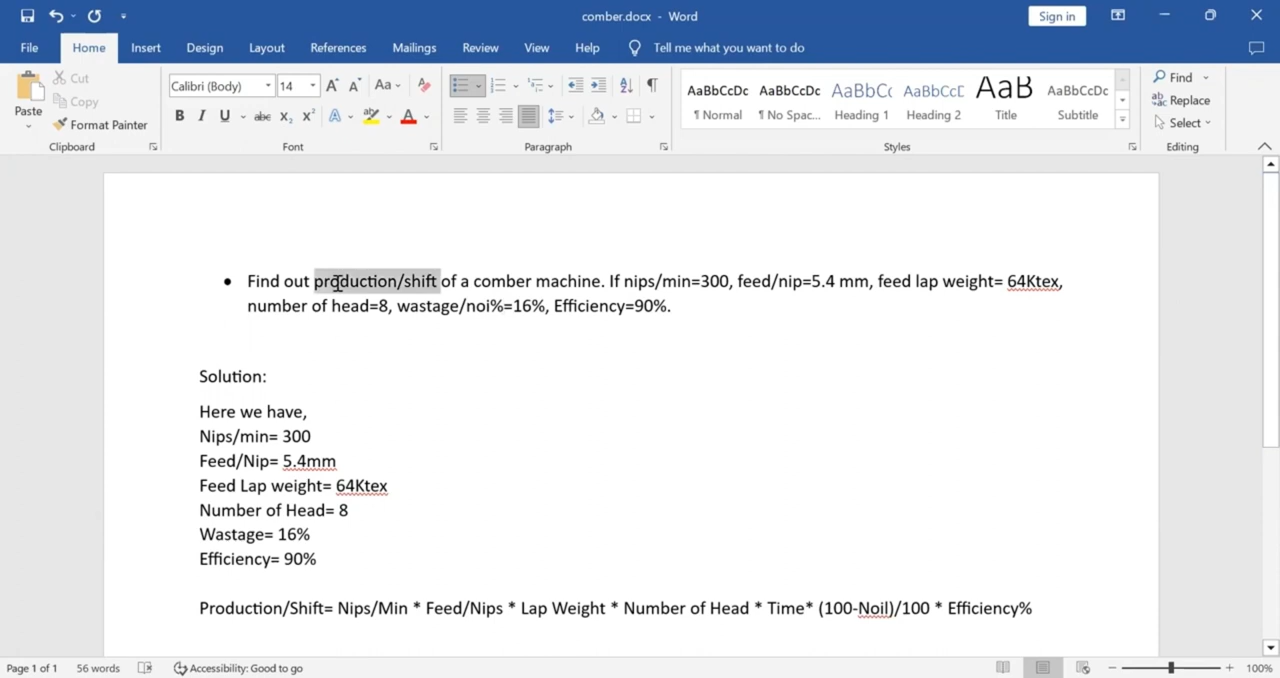 comber.docx - Word
Sign in
File Home Insert Design Layout References Mailings Review View Help Tell me what you want to do
Paste
Cut
Copy
Format Painter
Clipboard
Calibri (Body) 14
Font
Paragraph
AaBbCcDc AaBbCcDc AaBbCc AaBbCcD AaB AaBbCcDc
¶ Normal ¶ No Spac... Heading 1 Heading 2 Title Subtitle
Styles
Find
Replace
Select
Editing
• Find out production/shift of a comber machine. If nips/min=300, feed/nip=5.4 mm, feed lap weight= 64Ktex,
number of head=8, wastage/noi%=16%, Efficiency=90%.
Solution:
Here we have,
Nips/min= 300
Feed/Nip= 5.4mm
Feed Lap weight= 64Ktex
Number of Head= 8
Wastage= 16%
Efficiency= 90%
Production/Shift= Nips/Min * Feed/Nips * Lap Weight * Number of Head * Time* (100-Noil)/100 * Efficiency%
Page 1 of 1 56 words Accessibility: Good to go 100%